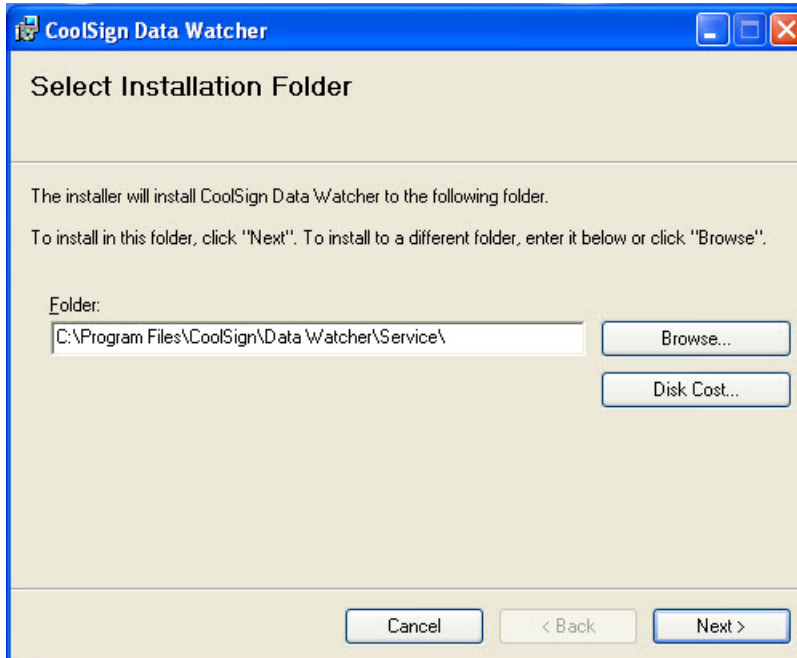 CoolSign Data Watcher
Select Installation Folder
The installer will install CoolSign Data Watcher to the following folder.
To install in this folder, click "Next". To install to a different folder, enter it below or click "Browse".
Folder:
C:\Program Files\CoolSign\Data Watcher\Service\
Browse...
Disk Cost...
Cancel
< Back
Next >